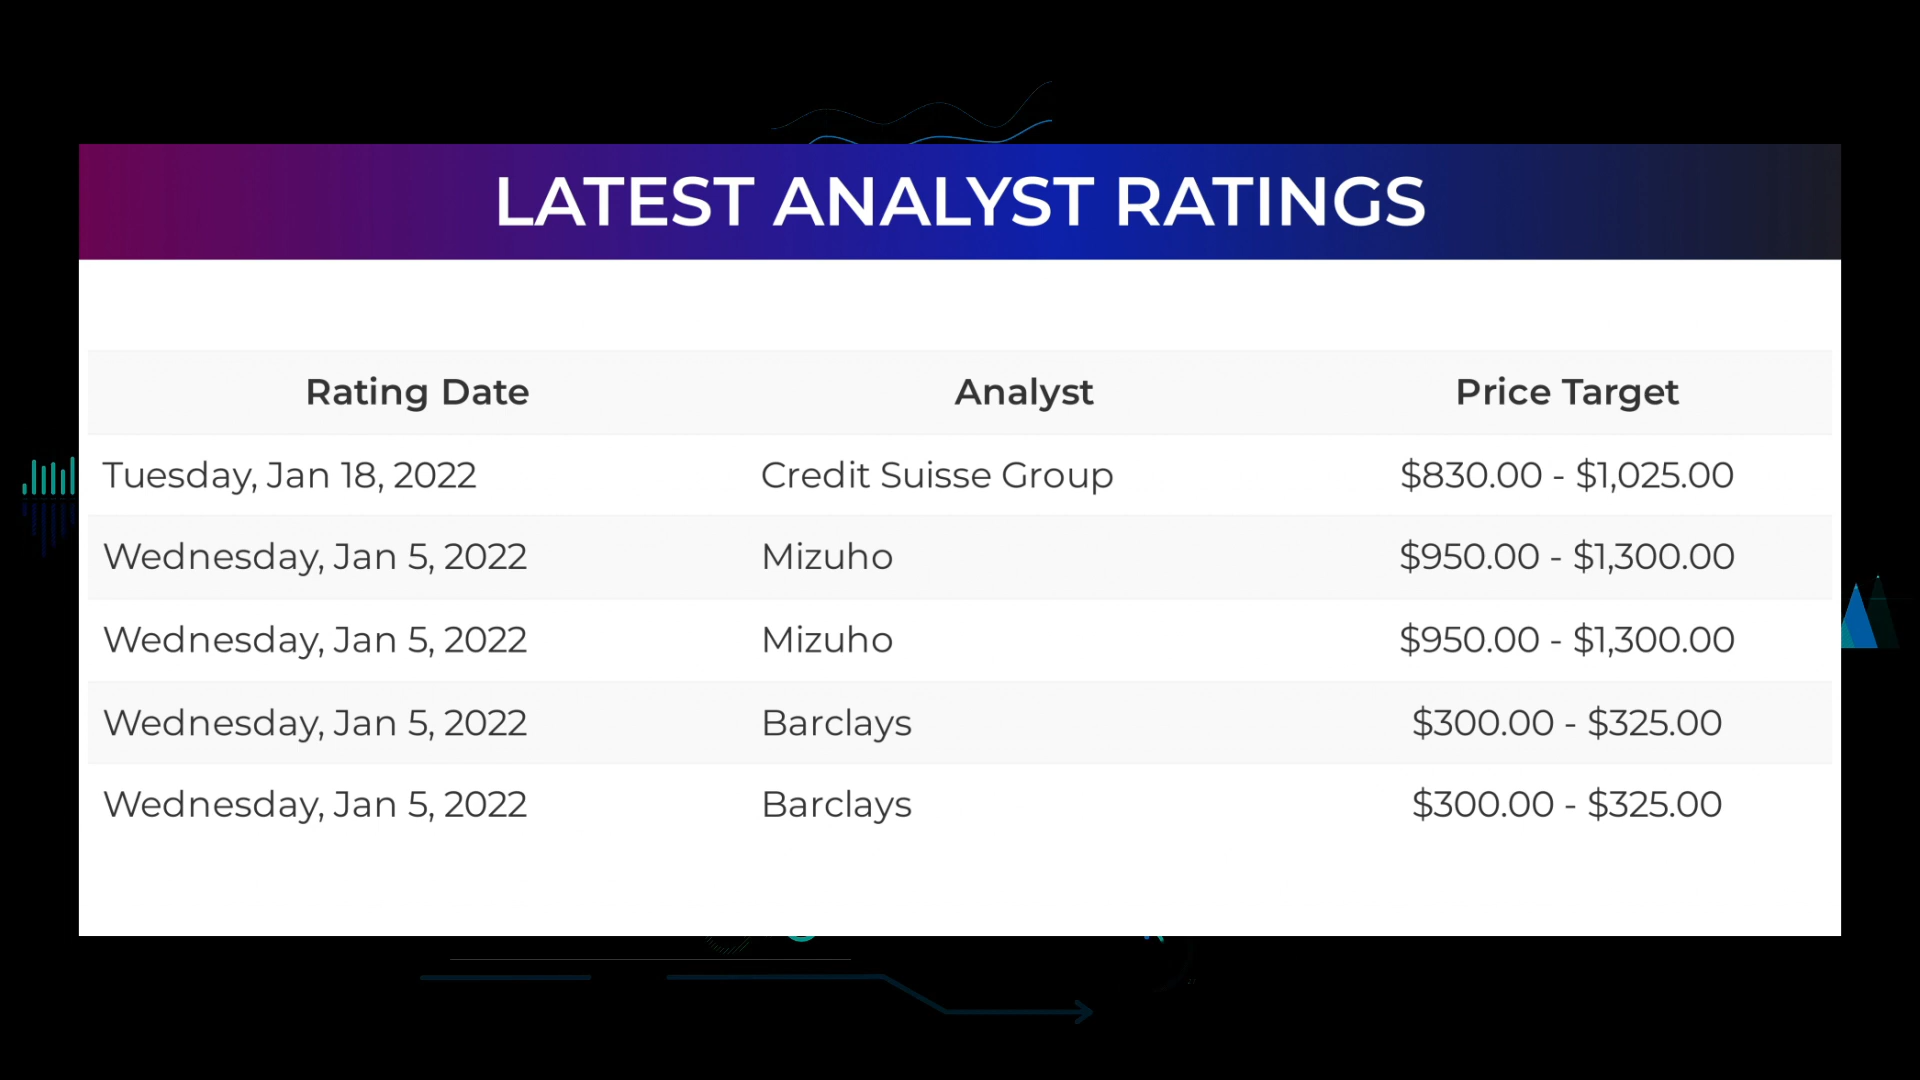 LATEST ANALYST RATINGS
Rating Date Analyst Price Target
Tuesday, Jan 18, 2022 Credit Suisse Group $830.00 - $1,025.00
Wednesday, Jan 5, 2022 Mizuho $950.00 - $1,300.00
Wednesday, Jan 5, 2022 Mizuho $950.00 - $1,300.00
Wednesday, Jan 5, 2022 Barclays $300.00 - $325.00
Wednesday, Jan 5, 2022 Barclays $300.00 - $325.00